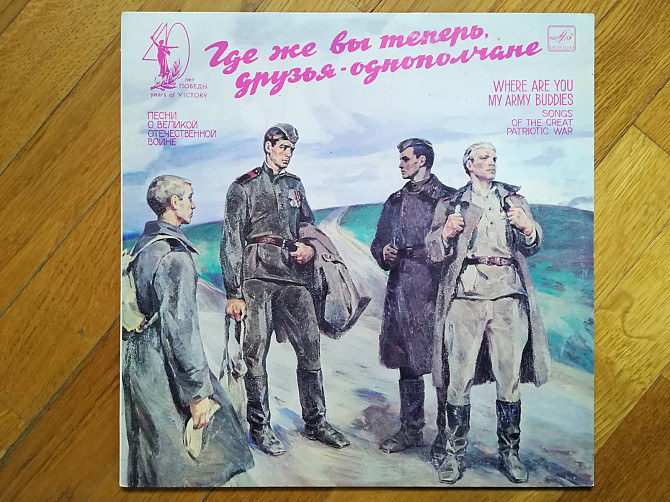 40
лет
ПОБЕДЫ
years of VICTORY
Где же вы теперь,
друзья-однополчане
WHERE ARE YOU
MY ARMY BUDDIES
SONGS
OF THE GREAT
PATRIOTIC WAR
ПЕСНИ
О ВЕЛИКОЙ
ОТЕЧЕСТВЕННОЙ
ВОЙНЕ